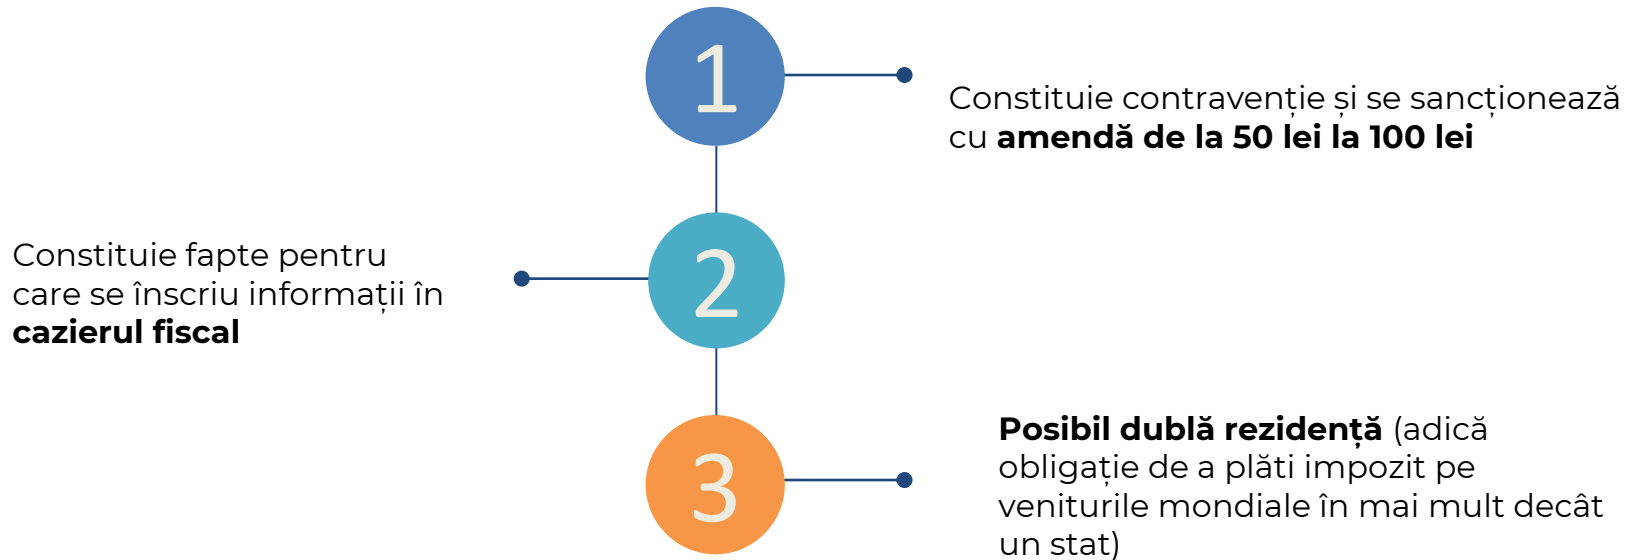 1
Constituie contravenție și se sancționează
cu amendă de la 50 lei la 100 lei
2
Constituie fapte pentru
care se înscriu informații în
cazierul fiscal
3
Posibil dublă rezidență (adică
obligație de a plăti impozit pe
veniturile mondiale în mai mult decât
un stat)